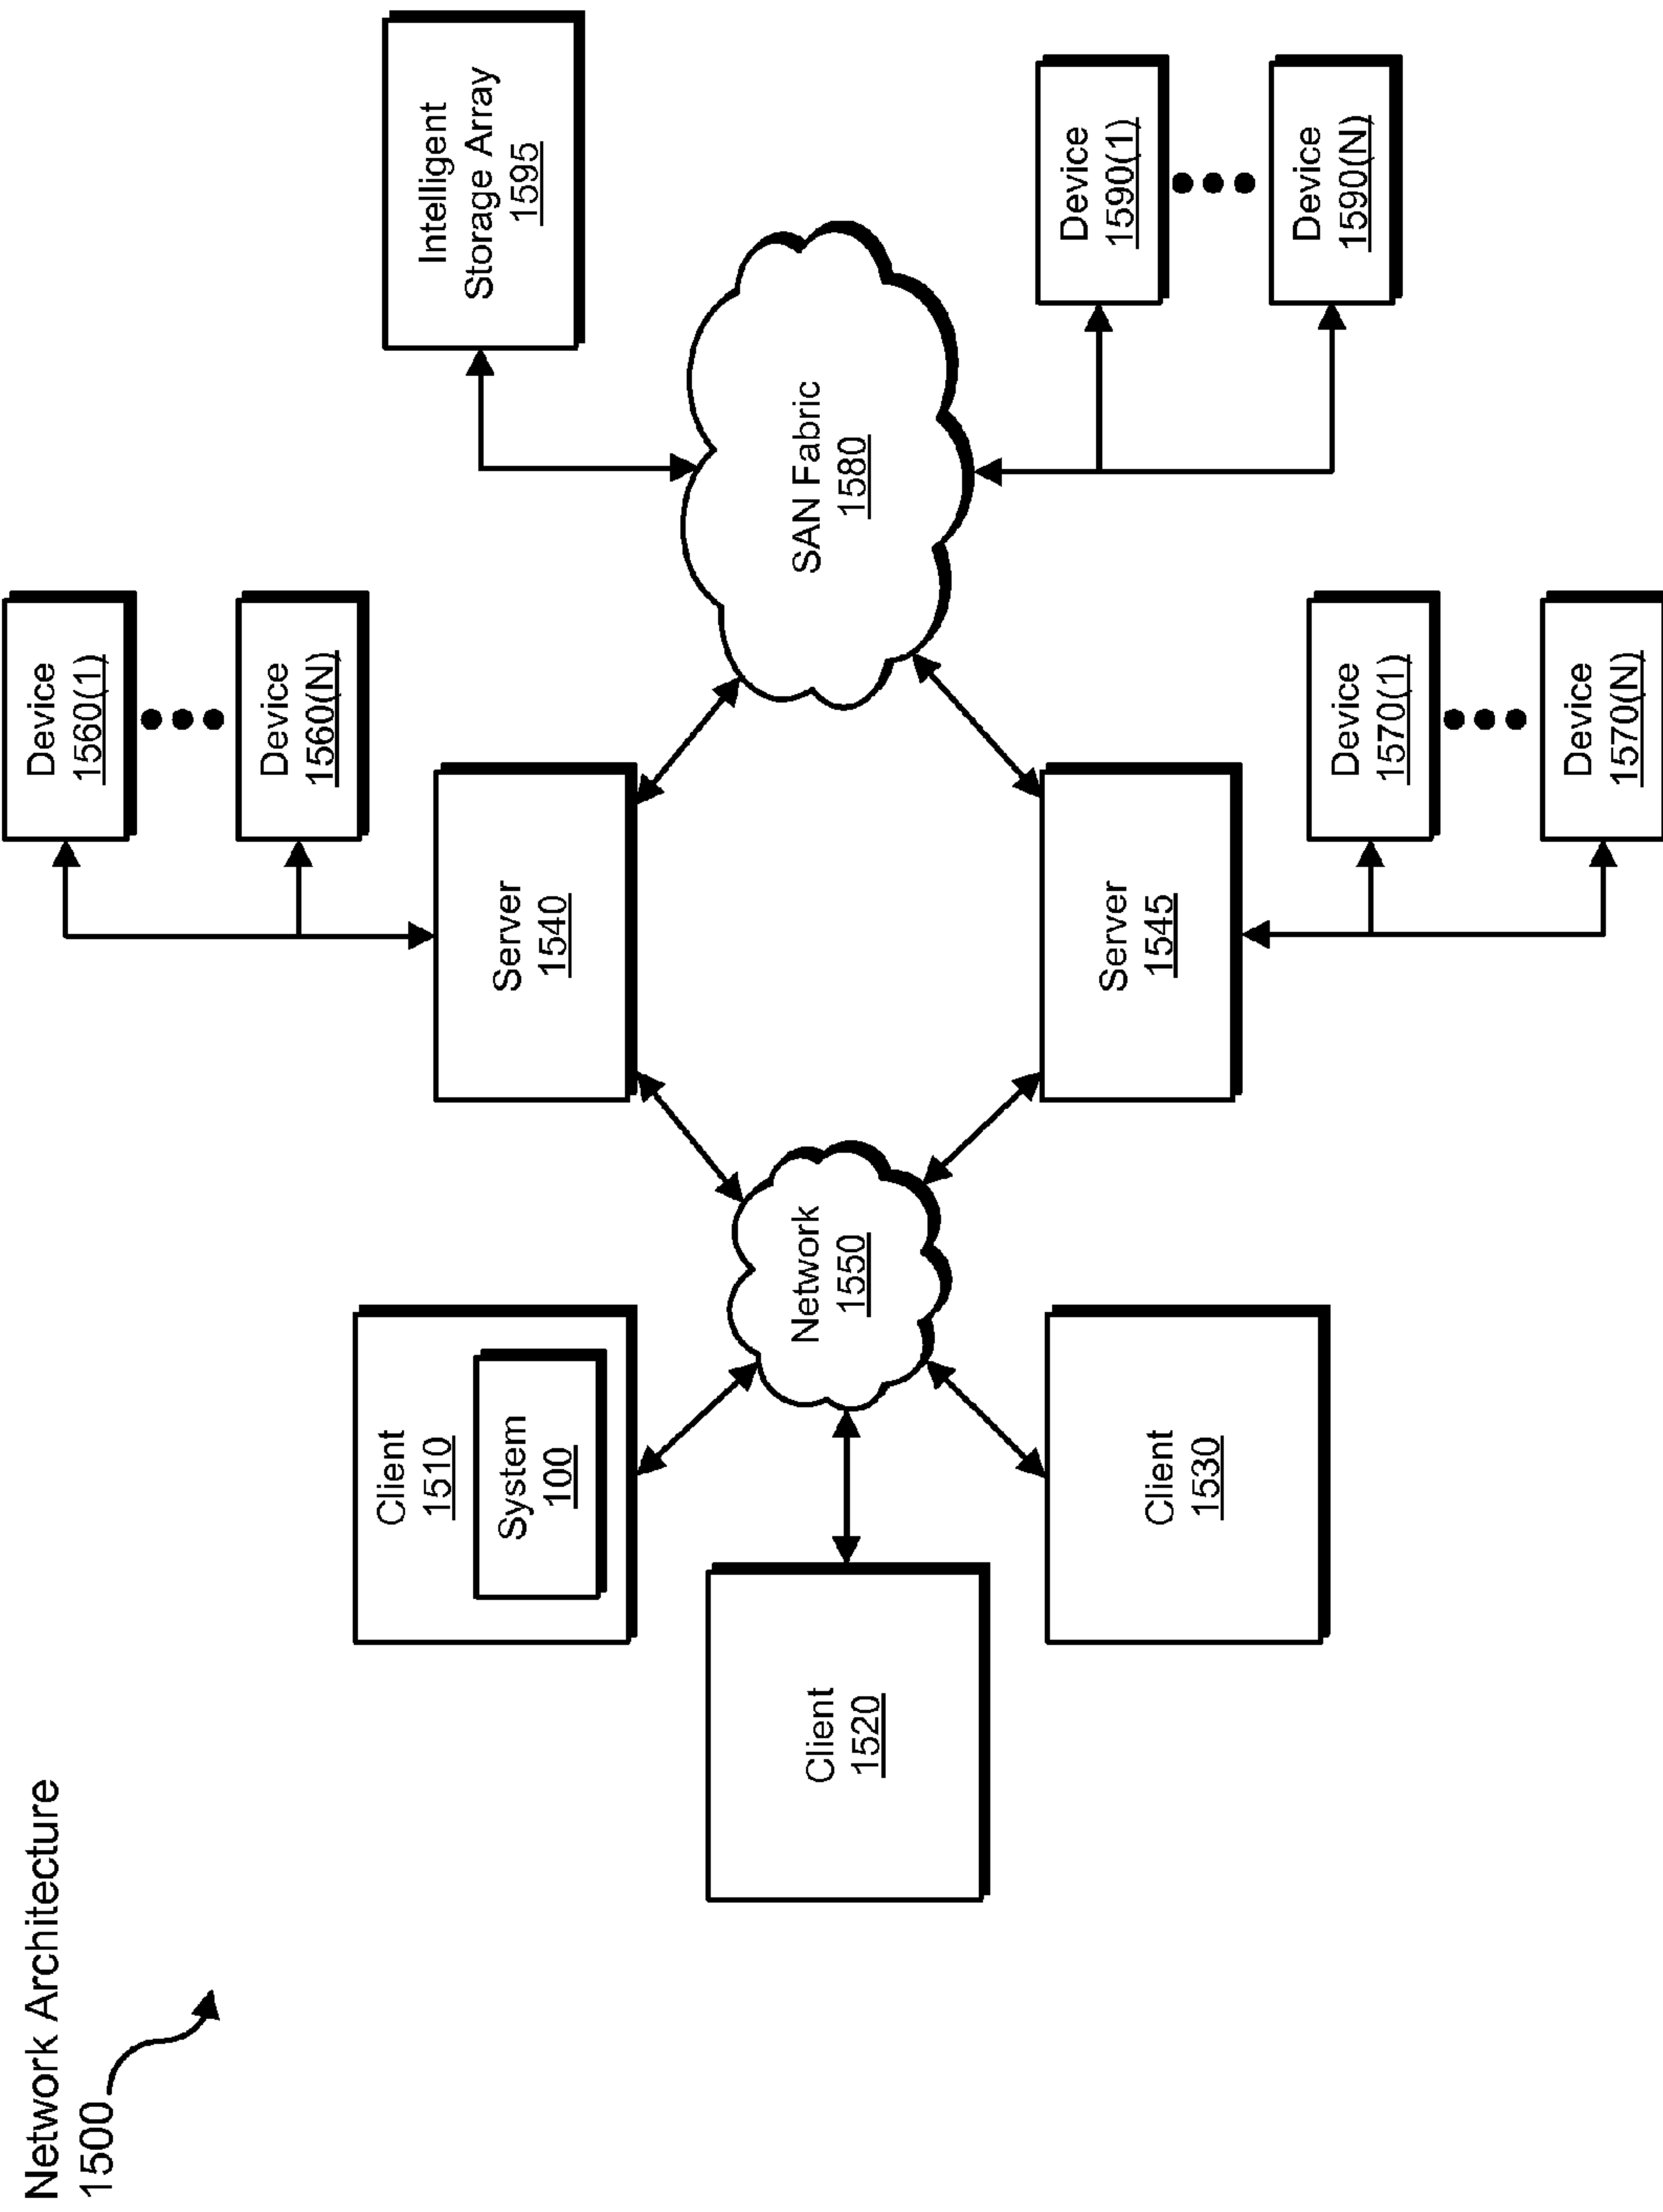 Network Architecture
1500
Device
1560(1)
Device
1560(N)
Intelligent
Storage Array
1595
Client
1510
System
100
Server
1540
Client
1520
Network
1550
SAN Fabric
1580
Device
1590(1)
Device
1590(N)
Client
1530
Server
1545
Device
1570(1)
Device
1570(N)